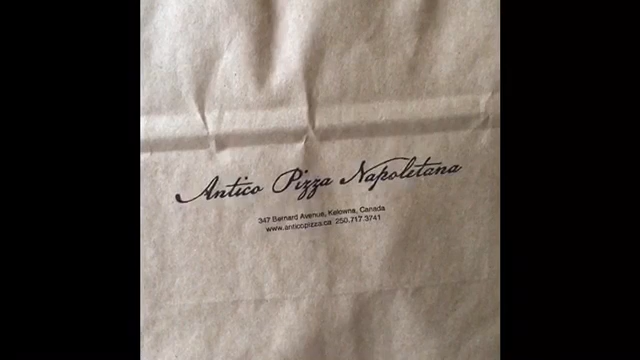 Antico Pizza Napoletana
347 Bernard Avenue, Kelowna, Canada
www.anticopizza.ca 250.717.3741